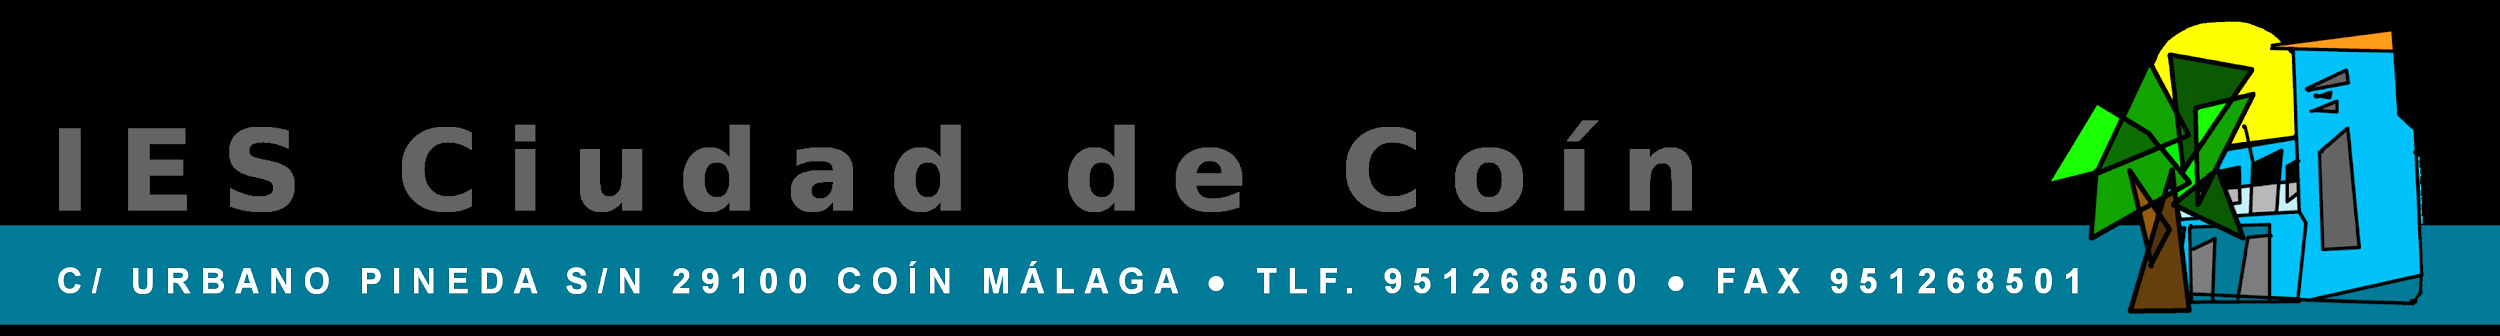 IES Ciudad de Coín
C/ URBANO PINEDA S/N 29100 COÍN MÁLAGA • TLF. 951268500 • FAX 951268501